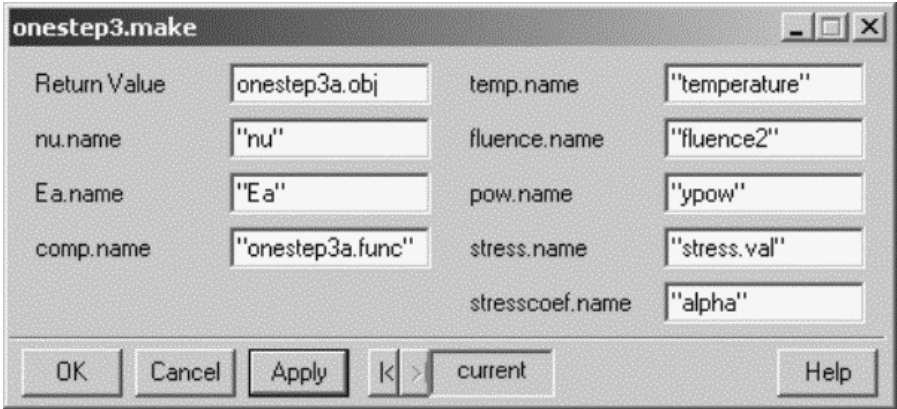 onestep3.make
Return Value onestep3a.obj temp.name "temperature"
nu.name "nu" fluence.name "fluence2"
Ea.name "Ea" pow.name "ypow"
comp.name "onestep3a.func" stress.name "stress.val"
stresscoef.name "alpha"
OK Cancel Apply current Help